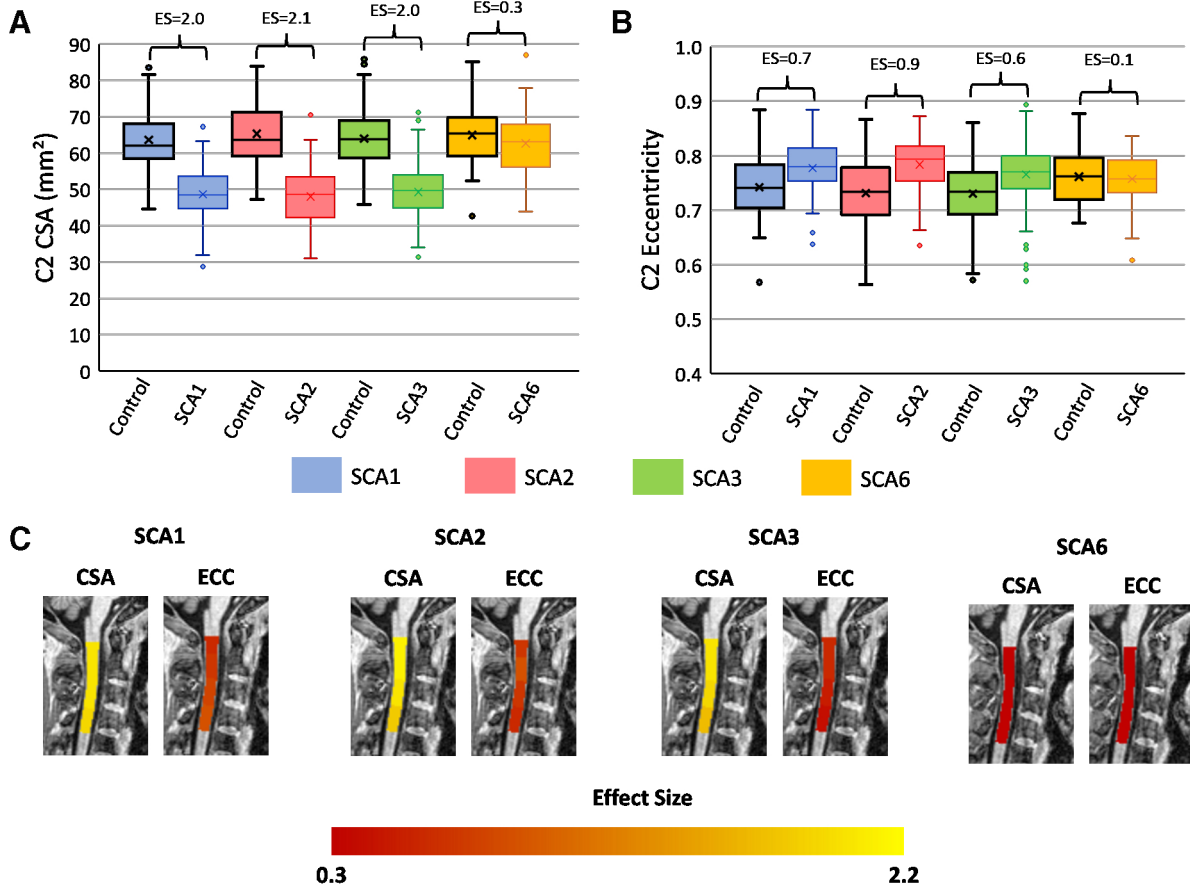 A
ES=2.0 ES=2.1 ES=2.0 ES=0.3
C2 CSA (mm²)
90
80
70
60
50
40
30
20
10
0
Control SCA1 Control SCA2 Control SCA3 Control SCA6
B
ES=0.7 ES=0.9 ES=0.6 ES=0.1
C2 Eccentricity
1.0
0.9
0.8
0.7
0.6
0.5
0.4
Control SCA1 Control SCA2 Control SCA3 Control SCA6
SCA1 SCA2 SCA3 SCA6
C
SCA1 SCA2 SCA3 SCA6
CSA ECC CSA ECC CSA ECC CSA ECC
Effect Size
0.3 2.2